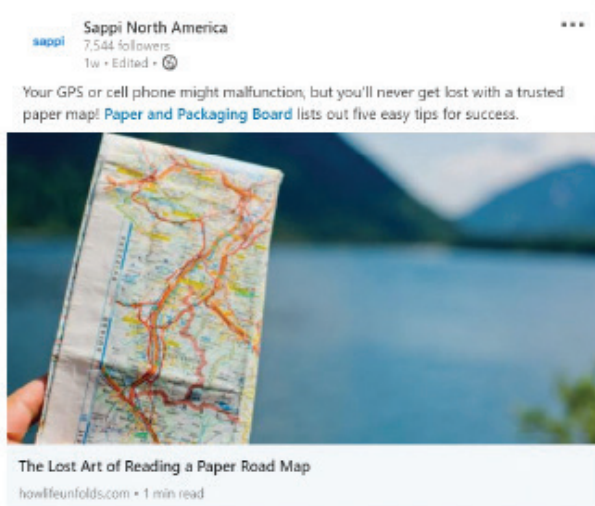 Sappi North America
sappi
7,544 followers
1w • Edited •
Your GPS or cell phone might malfunction, but you'll never get lost with a trusted
paper map! Paper and Packaging Board lists out five easy tips for success.
The Lost Art of Reading a Paper Road Map
howlifeunfolds.com • 1 min read